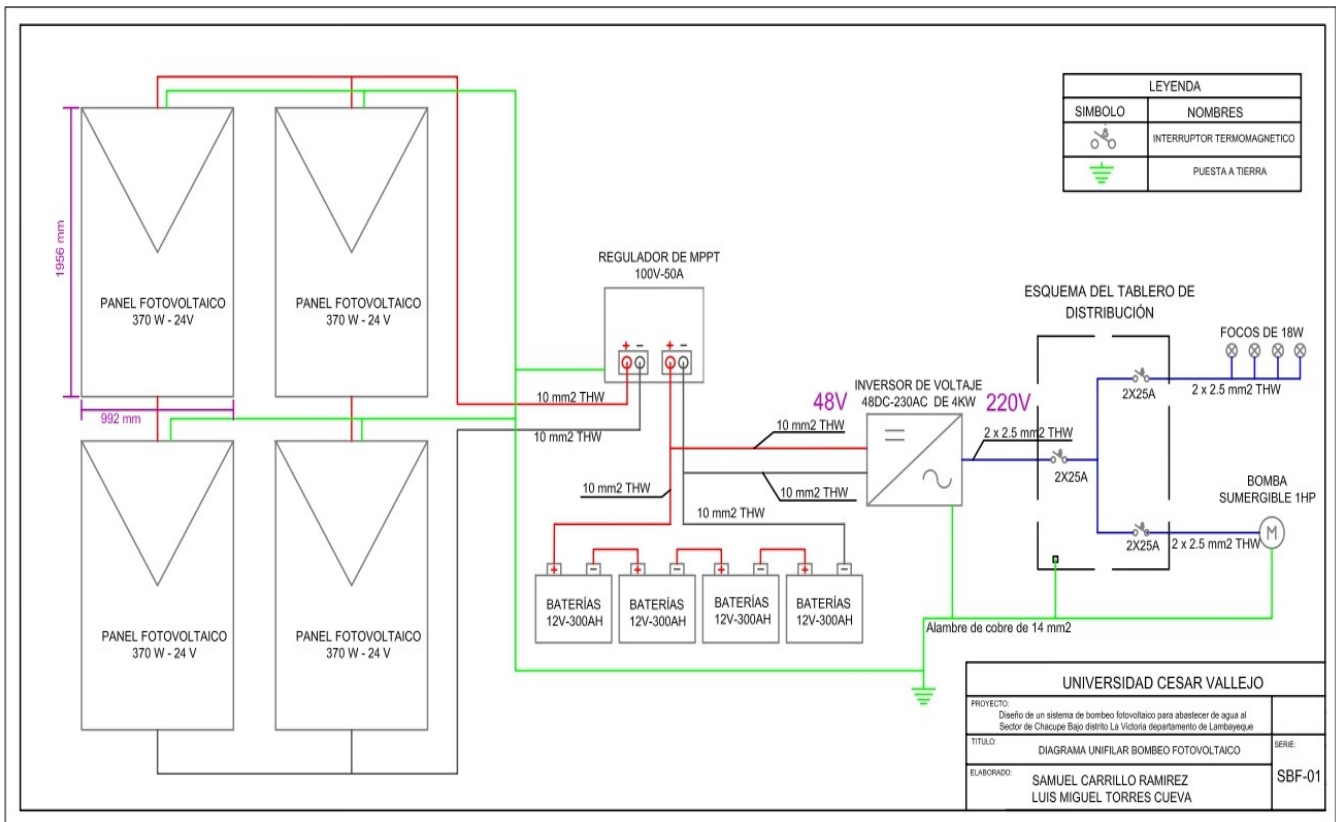 LEYENDA
SIMBOLO
NOMBRES
INTERRUPTOR TERMOMAGNETICO
PUESTA A TIERRA
1956 mm
PANEL FOTOVOLTAICO
370 W - 24V
PANEL FOTOVOLTAICO
370 W - 24 V
992 mm
PANEL FOTOVOLTAICO
370 W - 24 V
PANEL FOTOVOLTAICO
370 W - 24 V
REGULADOR DE MPPT
100V-50A
+ − + −
10 mm2 THW
10 mm2 THW
48V
INVERSOR DE VOLTAJE
48DC-230AC DE 4KW
220V
10 mm2 THW
10 mm2 THW
10 mm2 THW
10 mm2 THW
+ − + − + − + −
BATERÍAS
12V-300AH
BATERÍAS
12V-300AH
BATERÍAS
12V-300AH
BATERÍAS
12V-300AH
2 x 2.5 mm2 THW
ESQUEMA DEL TABLERO DE
DISTRIBUCIÓN
2X25A
2X25A
2X25A
FOCOS DE 18W
2 x 2.5 mm2 THW
BOMBA
SUMERGIBLE 1HP
M
2 x 2.5 mm2 THW
Alambre de cobre de 14 mm2
UNIVERSIDAD CESAR VALLEJO
PROYECTO:
Diseño de un sistema de bombeo fotovoltaico para abastecer de agua al
Sector de Chacupe Bajo distrito La Victoria departamento de Lambayeque
TITULO:
DIAGRAMA UNIFILAR BOMBEO FOTOVOLTAICO
SERIE:
SBF-01
ELABORADO:
SAMUEL CARRILLO RAMIREZ
LUIS MIGUEL TORRES CUEVA